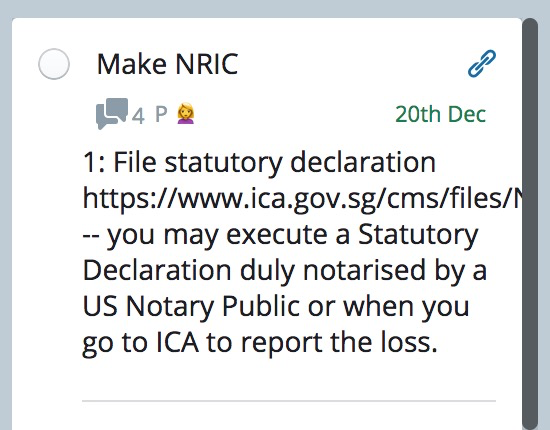 Make NRIC
4 P 🙍‍♀️ 20th Dec
1: File statutory declaration
https://www.ica.gov.sg/cms/files/N
-- you may execute a Statutory
Declaration duly notarised by a
US Notary Public or when you
go to ICA to report the loss.